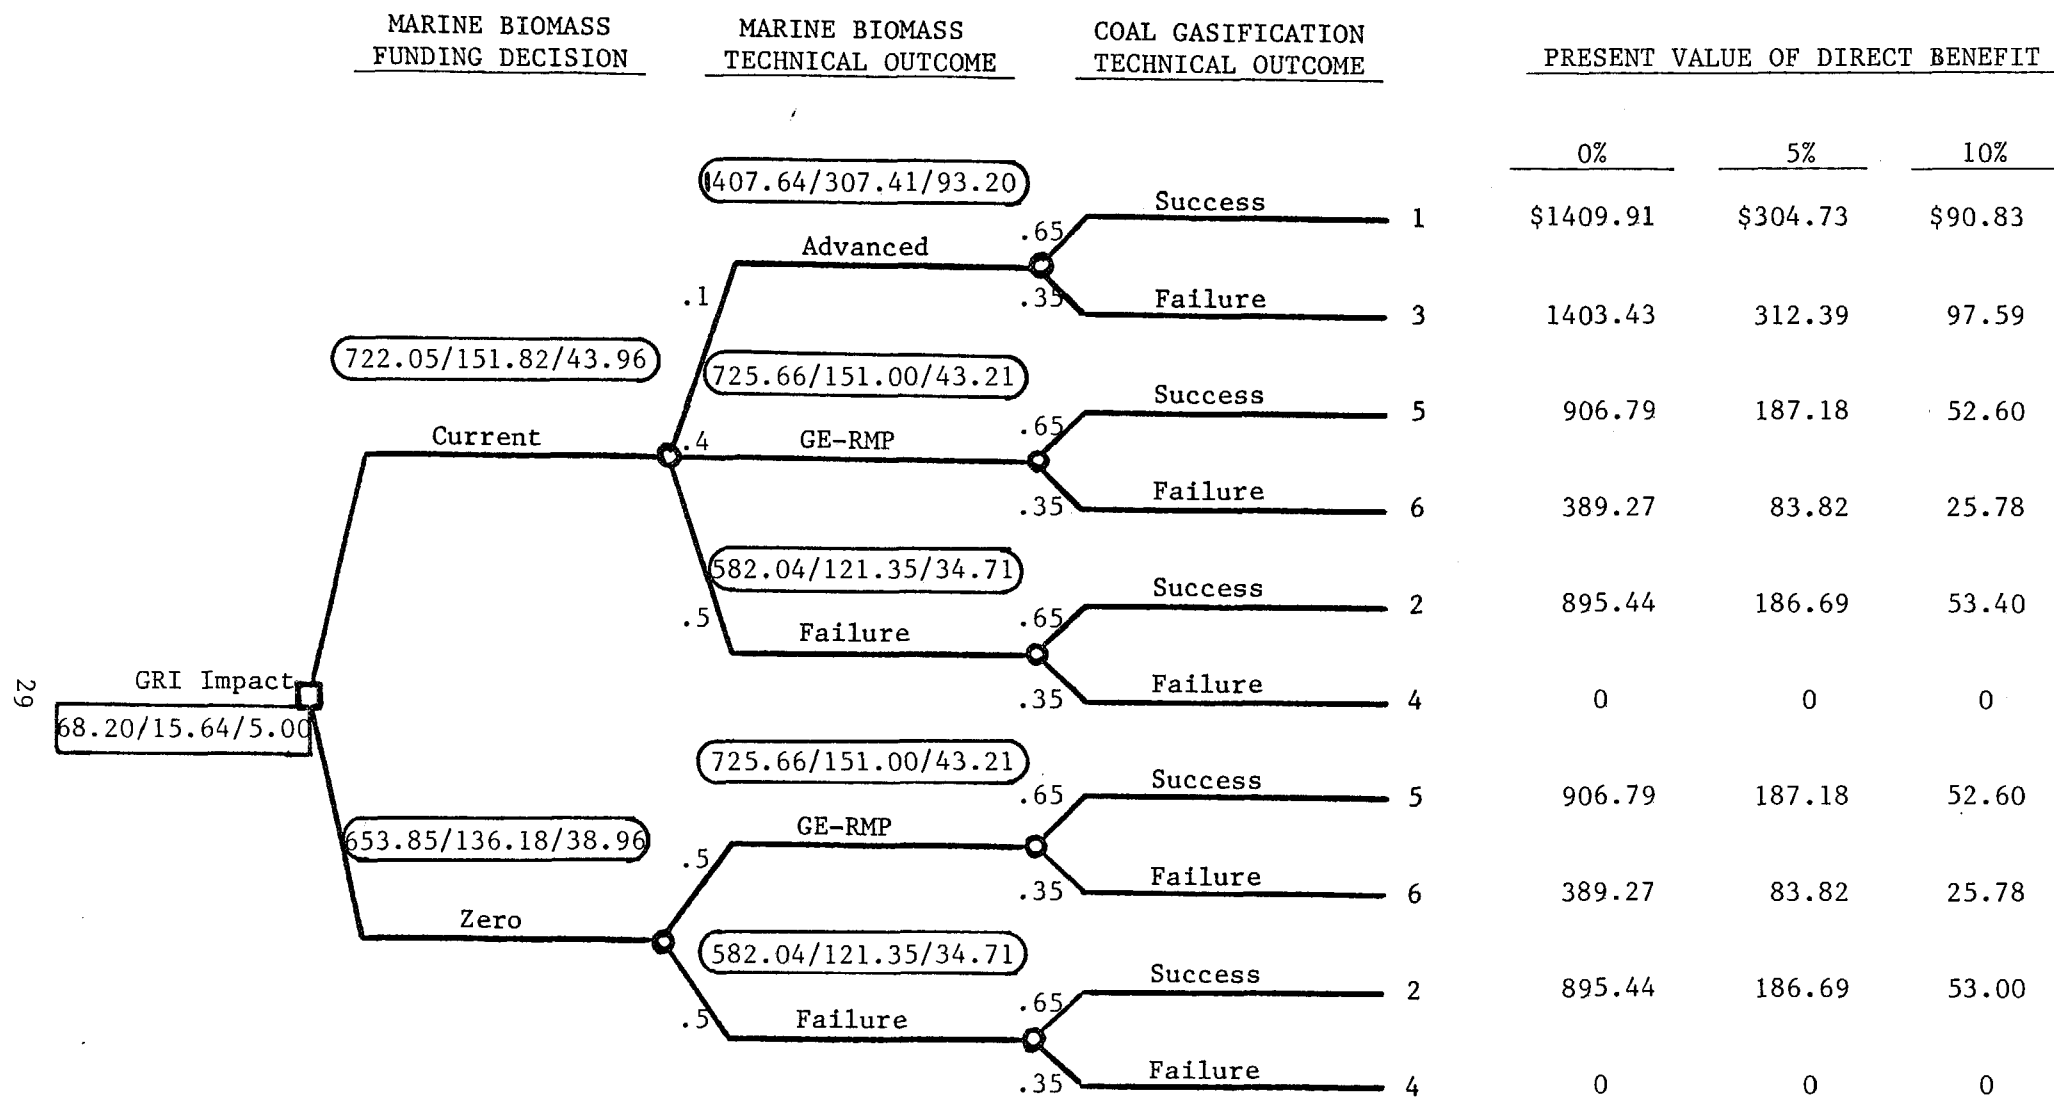 MARINE BIOMASS
FUNDING DECISION
MARINE BIOMASS
TECHNICAL OUTCOME
COAL GASIFICATION
TECHNICAL OUTCOME
PRESENT VALUE OF DIRECT BENEFIT
0% 5% 10%
1407.64/307.41/93.20
Success 1 $1409.91 $304.73 $90.83
.65
Advanced
.1
.35
Failure 3 1403.43 312.39 97.59
722.05/151.82/43.96
725.66/151.00/43.21
Success 5 906.79 187.18 52.60
.65
Current
.4
GE-RMP
.35
Failure 6 389.27 83.82 25.78
582.04/121.35/34.71
Success 2 895.44 186.69 53.40
.65
.5
Failure
.35
Failure 4 0 0 0
GRI Impact
68.20/15.64/5.00
29
725.66/151.00/43.21
Success 5 906.79 187.18 52.60
.65
GE-RMP
653.85/136.18/38.96
.5
.35
Failure 6 389.27 83.82 25.78
Zero
582.04/121.35/34.71
Success 2 895.44 186.69 53.00
.65
.5
Failure
.35
Failure 4 0 0 0